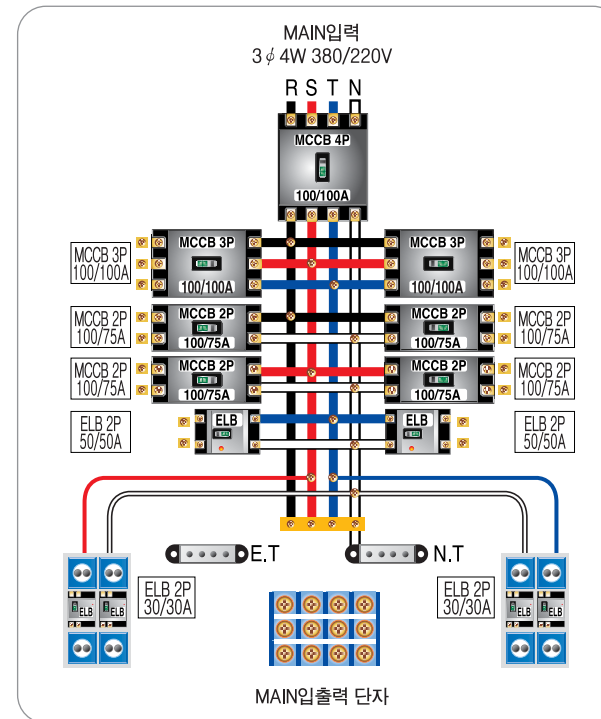 MAIN입력
3 ϕ 4W 380/220V
R S T N
MCCB 4P
100/100A
MCCB 3P
100/100A
MCCB 3P
100/100A
MCCB 3P
100/100A
MCCB 3P
100/100A
MCCB 2P
100/75A
MCCB 2P
100/75A
MCCB 2P
100/75A
MCCB 2P
100/75A
MCCB 2P
100/75A
MCCB 2P
100/75A
MCCB 2P
100/75A
MCCB 2P
100/75A
ELB 2P
50/50A
ELB
ELB
ELB 2P
50/50A
E.T
N.T
ELB
ELB
ELB 2P
30/30A
ELB 2P
30/30A
ELB
ELB
MAIN입출력 단자